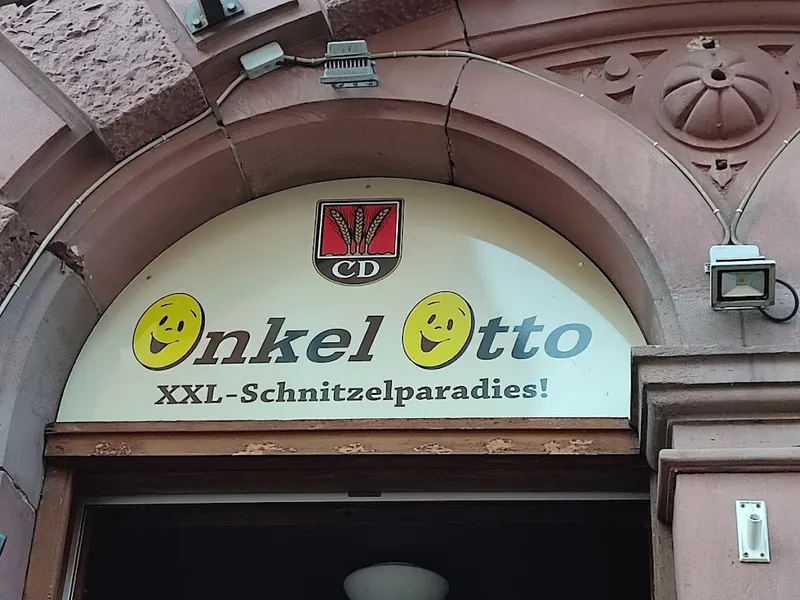 CD
Onkel Otto
XXL-Schnitzelparadies!